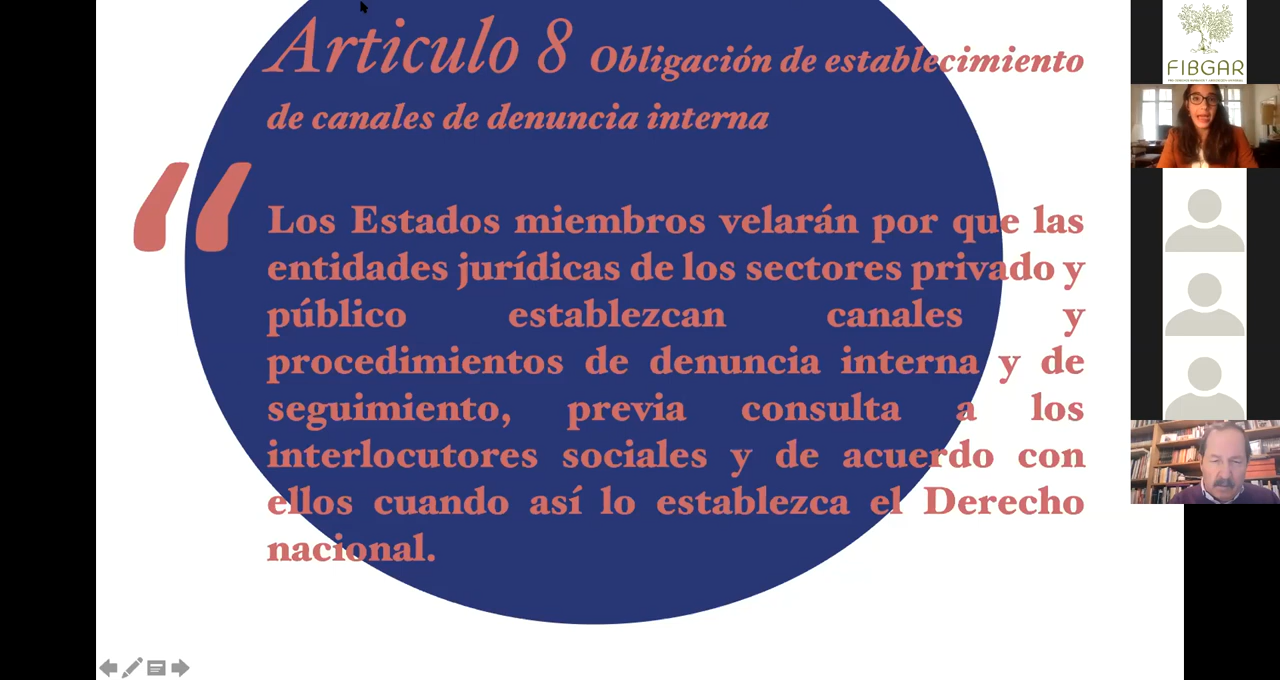 Articulo 8 Obligación de establecimiento
de canales de denuncia interna
“
Los Estados miembros velarán por que las
entidades jurídicas de los sectores privado y
público establezcan canales y
procedimientos de denuncia interna y de
seguimiento, previa consulta a los
interlocutores sociales y de acuerdo con
ellos cuando así lo establezca el Derecho
nacional.
FIBGAR